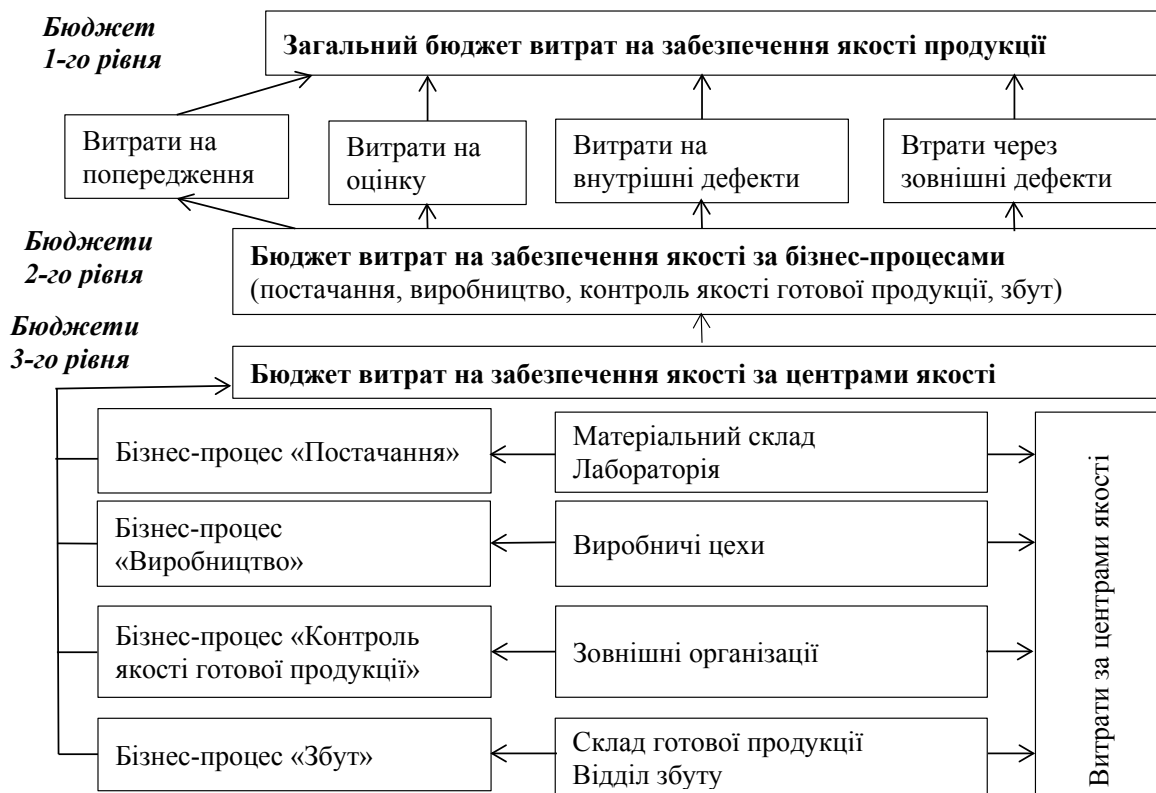 Бюджет
1-го рівня
Загальний бюджет витрат на забезпечення якості продукції
Витрати на
попередження
Витрати на
оцінку
Витрати на
внутрішні дефекти
Втрати через
зовнішні дефекти
Бюджети
2-го рівня
Бюджет витрат на забезпечення якості за бізнес-процесами
(постачання, виробництво, контроль якості готової продукції, збут)
Бюджети
3-го рівня
Бюджет витрат на забезпечення якості за центрами якості
Бізнес-процес «Постачання»
Матеріальний склад
Лабораторія
Бізнес-процес
«Виробництво»
Виробничі цехи
Бізнес-процес «Контроль
якості готової продукції»
Зовнішні організації
Бізнес-процес «Збут»
Склад готової продукції
Відділ збуту
Витрати за центрами якості